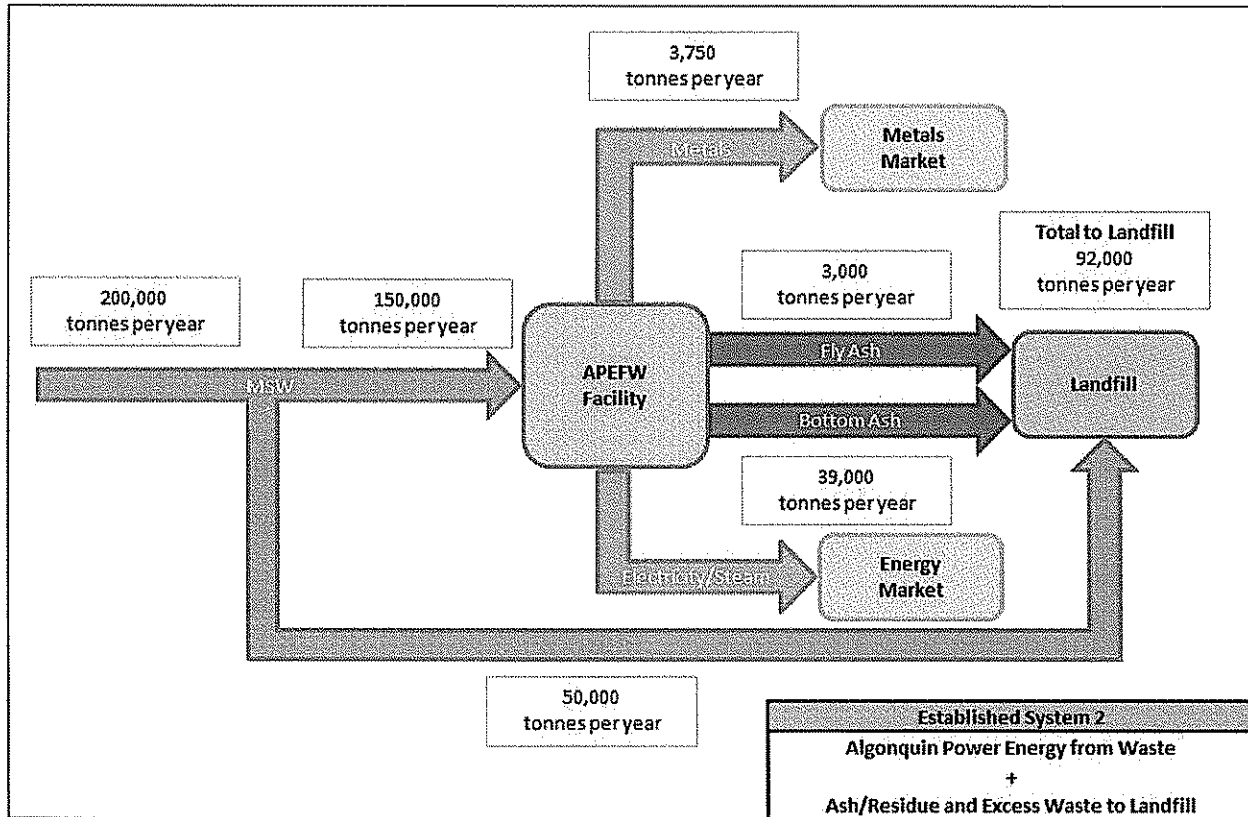 3,750
tonnes per year
Metals
Metals
Market
Total to Landfill
92,000
tonnes per year
3,000
tonnes per year
200,000
tonnes per year
150,000
tonnes per year
MSW
APEFW
Facility
Fly Ash
Bottom Ash
Landfill
39,000
tonnes per year
Electricity/Steam
Energy
Market
50,000
tonnes per year
Established System 2
Algonquin Power Energy from Waste
+
Ash/Residue and Excess Waste to Landfill